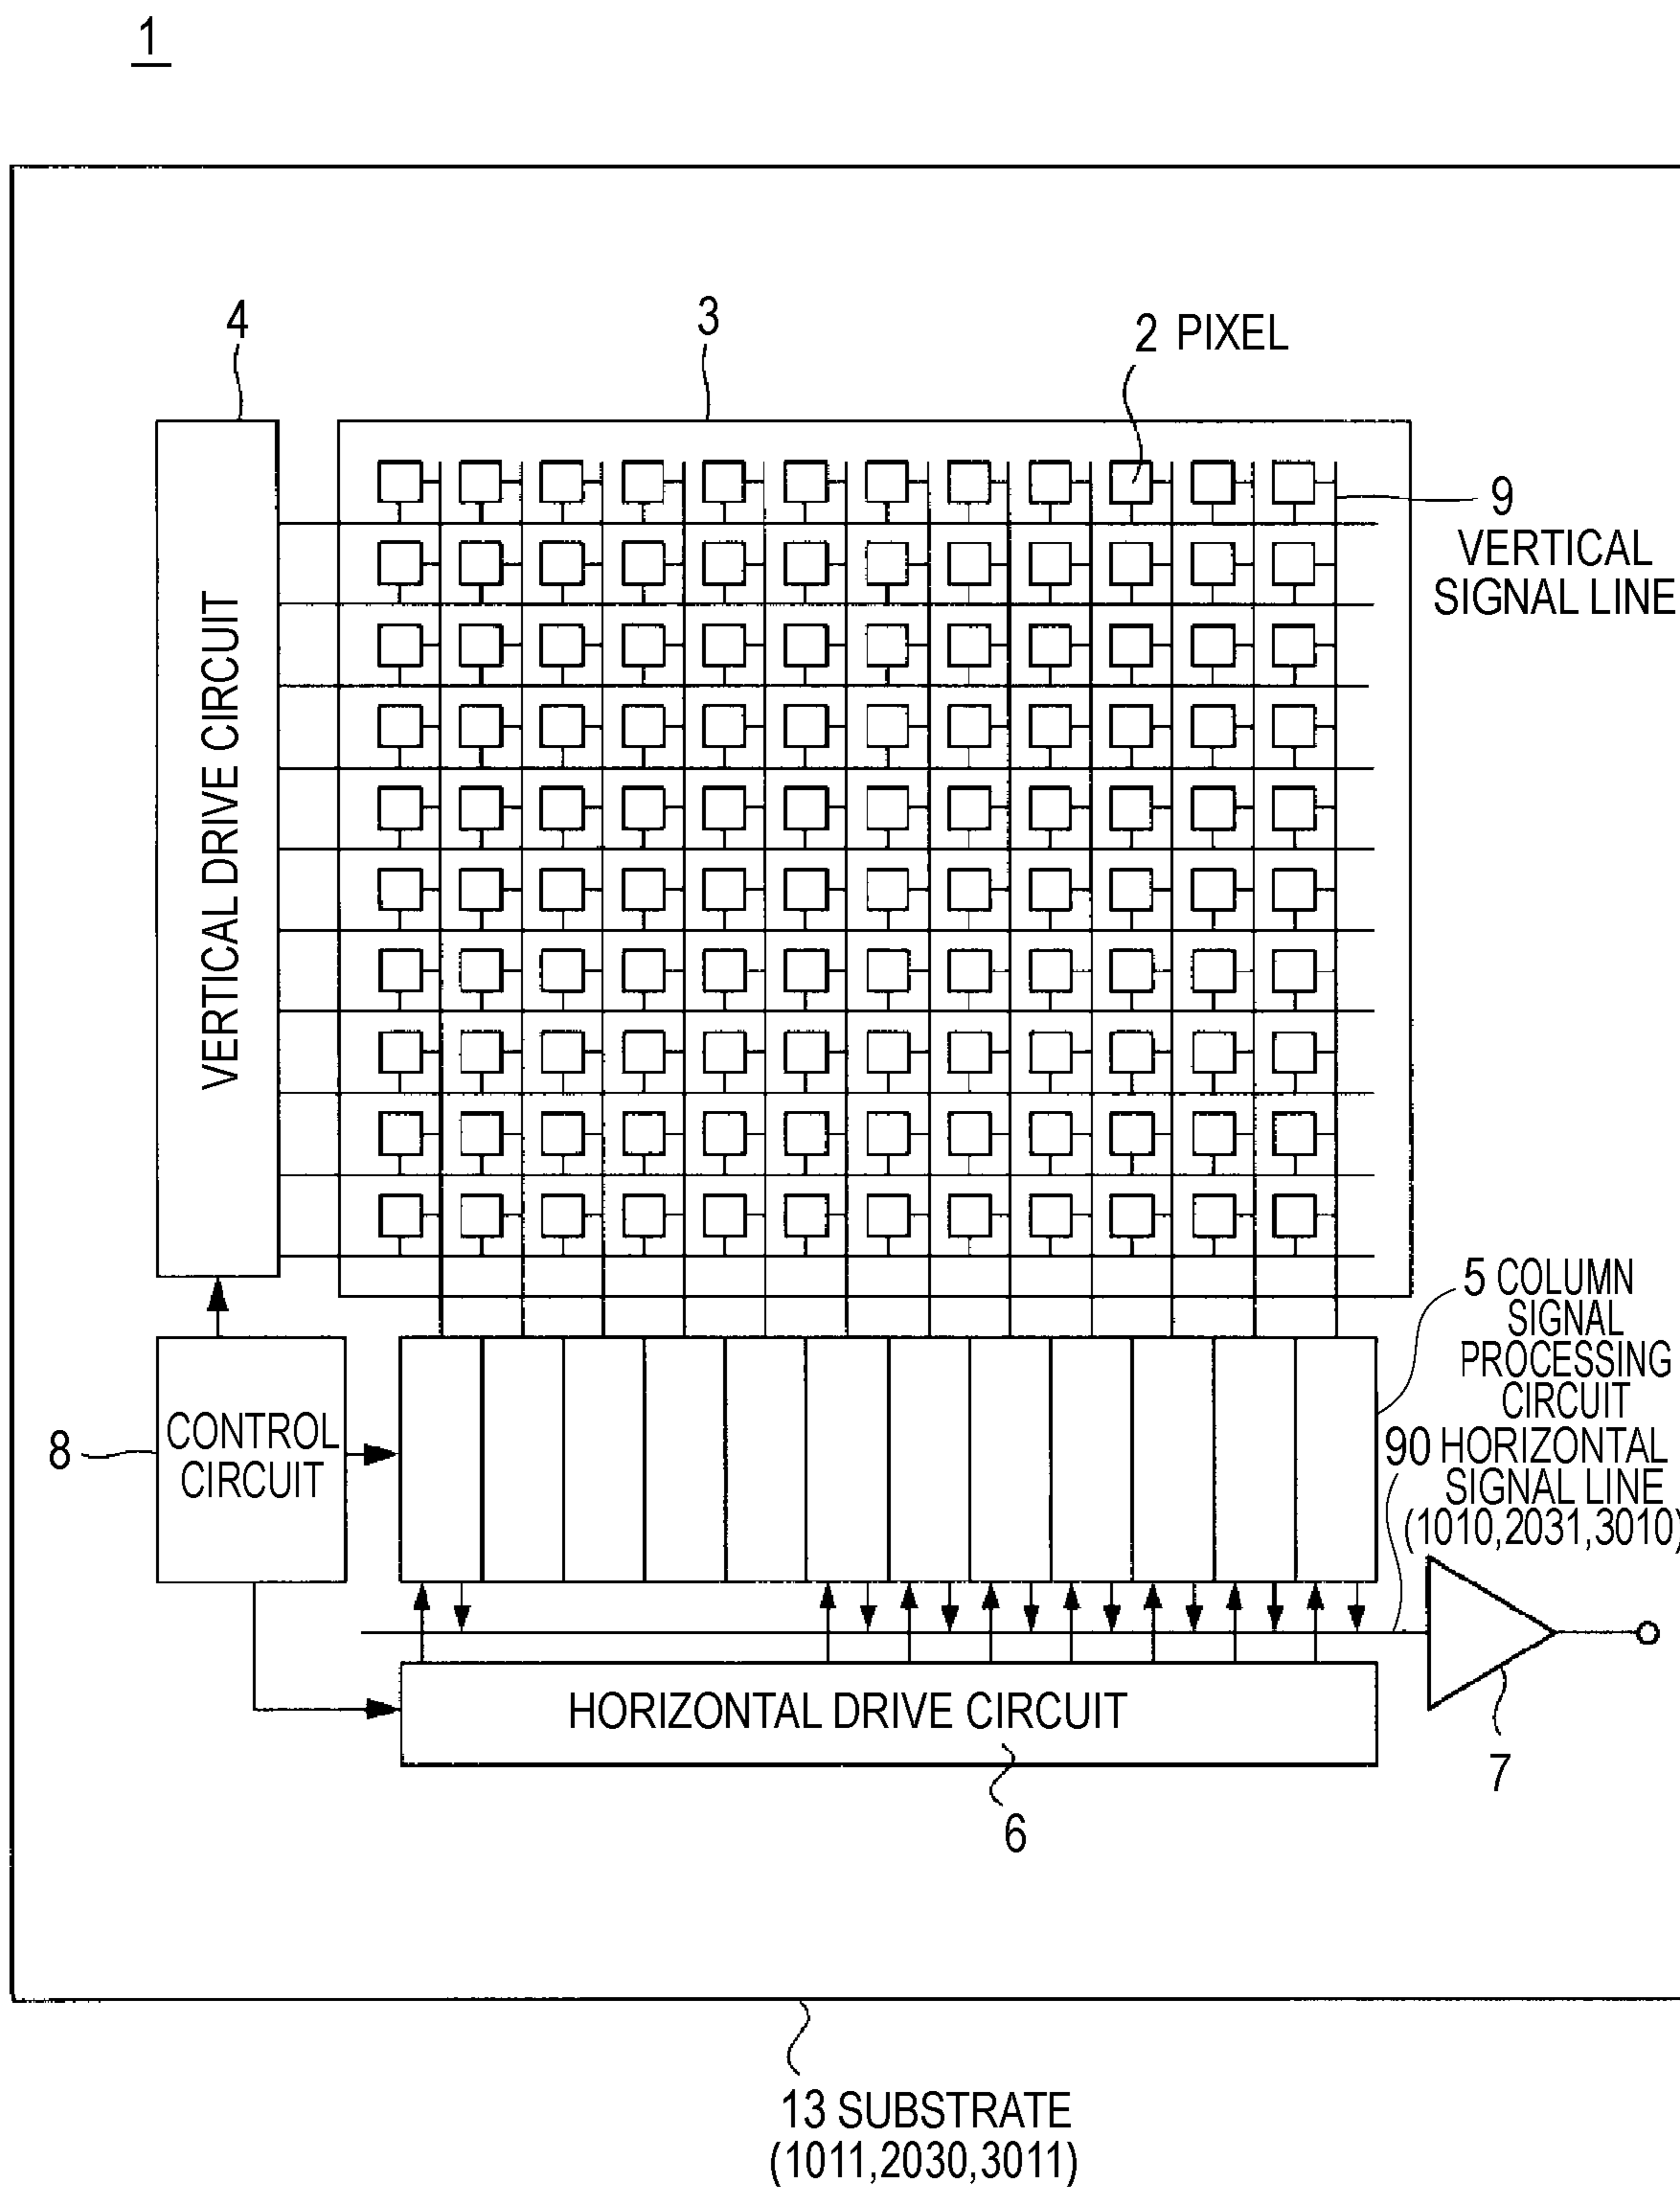 1
4
3
2 PIXEL
9
VERTICAL
SIGNAL LINE
VERTICAL DRIVE CIRCUIT
5 COLUMN
SIGNAL
PROCESSING
CIRCUIT
8
CONTROL
CIRCUIT
90 HORIZONTAL
SIGNAL LINE
(1010,2031,3010)
HORIZONTAL DRIVE CIRCUIT
7
6
13 SUBSTRATE
(1011,2030,3011)